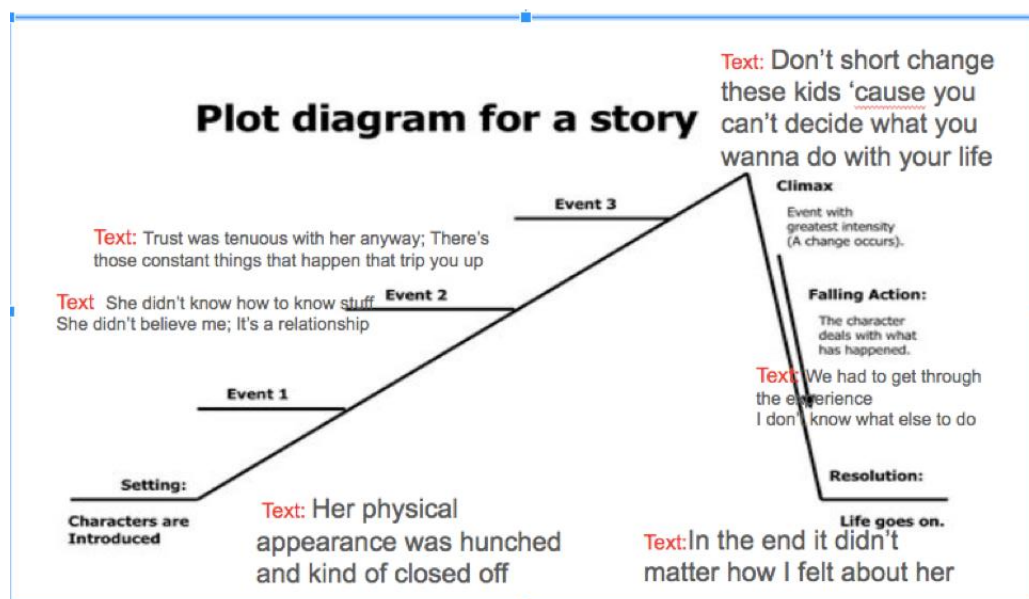 Plot diagram for a story
Text: Don't short change
these kids 'cause you
can't decide what you
wanna do with your life
Climax
Event with
greatest intensity
(A change occurs).
Event 3
Text: Trust was tenuous with her anyway; There's
those constant things that happen that trip you up
Event 2
Text She didn't know how to know stuff
She didn't believe me; It's a relationship
Falling Action:
The character
deals with what
has happened.
Text: We had to get through
the experience
I don't know what else to do
Event 1
Setting:
Characters are
Introduced
Text: Her physical
appearance was hunched
and kind of closed off
Resolution:
Life goes on.
Text:In the end it didn't
matter how I felt about her